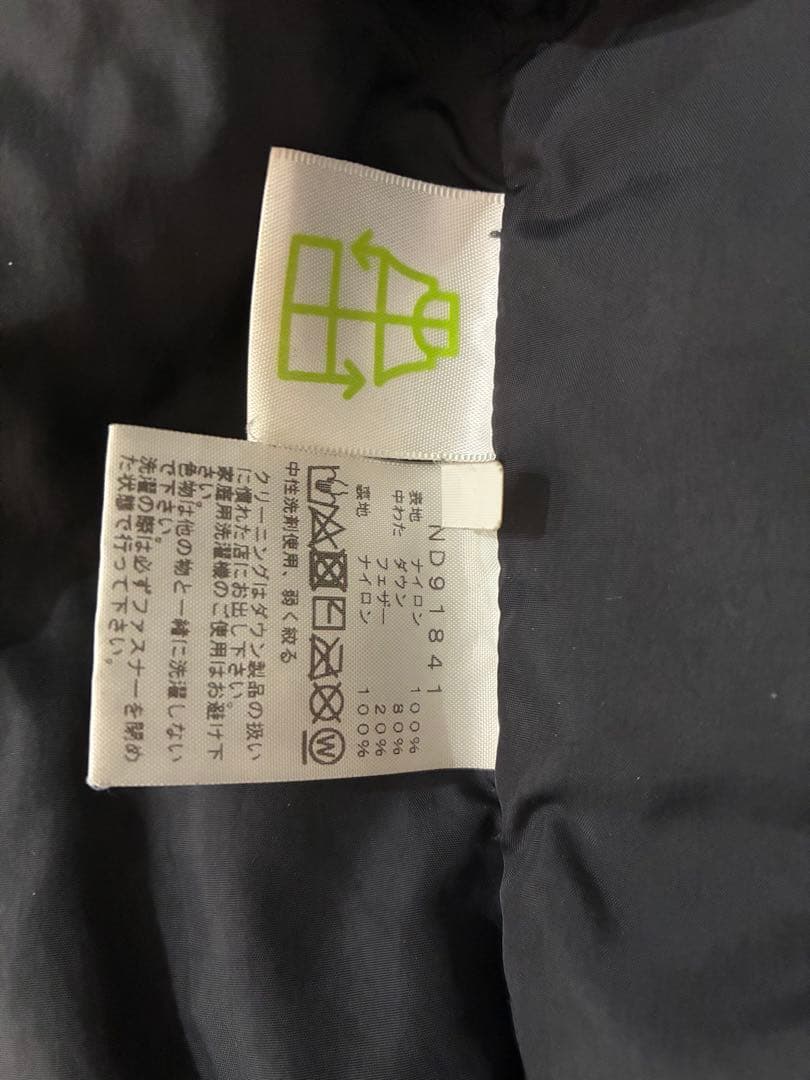 ND91841
表地 ナイロン 100%
中わた ダウン 80%
フェザー 20%
裏地 ナイロン 100%
W
中性洗剤使用、弱く絞る
クリーニングはダウン製品の扱い
に慣れた店にお出し下さい。
家庭用洗濯機のご使用はお避け下
さい。
色物は他の物と一緒に洗濯しない
で下さい。
洗濯の際は必ずファスナーを閉め
た状態で行って下さい。